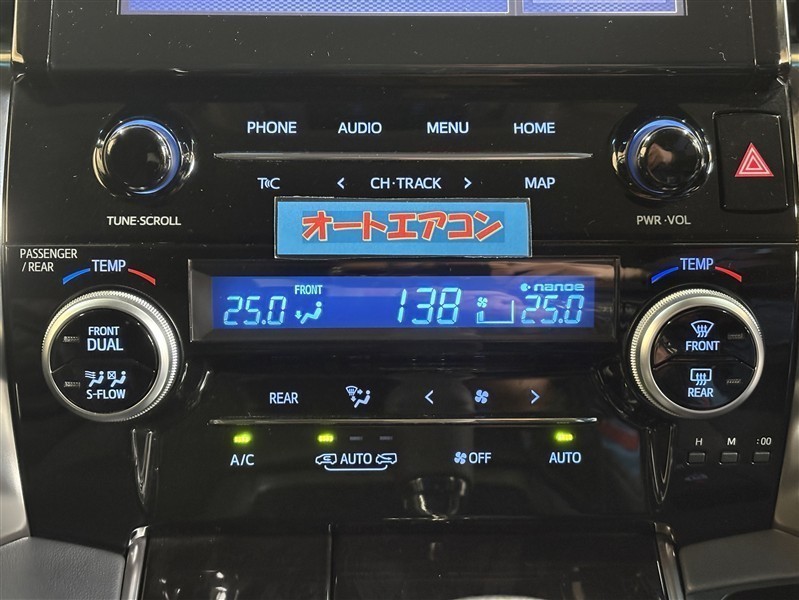 PHONE AUDIO MENU HOME
T C < CH·TRACK > MAP
TUNE·SCROLL PWR·VOL
オートエアコン
PASSENGER
/REAR
TEMP TEMP
FRONT nanoe
25.0 1:38 25.0
FRONT
DUAL
S-FLOW
FRONT
REAR
REAR < >
H M :00
A/C AUTO OFF AUTO